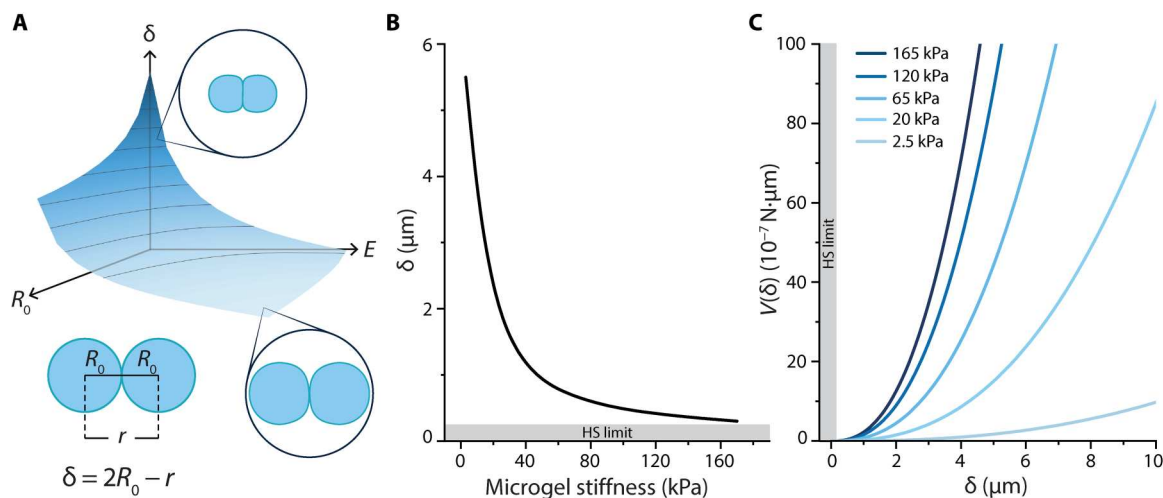 A
δ
E
R₀
R₀ R₀
r
δ = 2R₀ – r
B
6
4
2
0
δ (μm)
HS limit
0 40 80 120 160
Microgel stiffness (kPa)
C
100
80
60
40
20
0
V(δ) (10⁻⁷ N·μm)
HS limit
165 kPa
120 kPa
65 kPa
20 kPa
2.5 kPa
0 2 4 6 8 10
δ (μm)